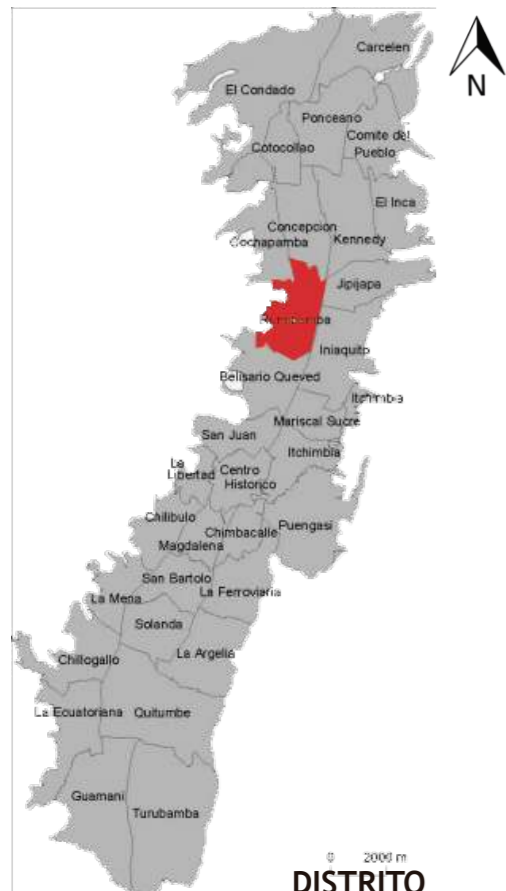 Carcelen
N
El Condado
Ponceano
Comite del
Pueblo
Cotocollao
El Inca
Concepcion
Kennedy
Cochapamba
Jipijapa
Iniaquito
Belisario Queved
Itchimbia
Mariscal Sucre
San Juan
Itchimbia
La
Libertad
Centro
Historico
Chilibulo
Puengasi
Chimbacalle
Magdalena
San Bartolo
La Ferroviaria
La Mena
Solanda
La Argelia
Chillogallo
La Ecuatoriana
Quitumbe
Guamani
Turubamba
0 2000 m
DISTRITO